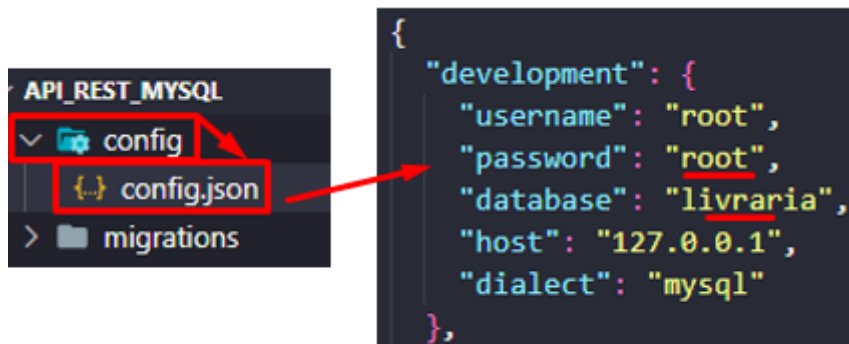 API_REST_MYSQL
config
{..} config.json
migrations
{
"development": {
"username": "root",
"password": "root",
"database": "livraria",
"host": "127.0.0.1",
"dialect": "mysql"
},